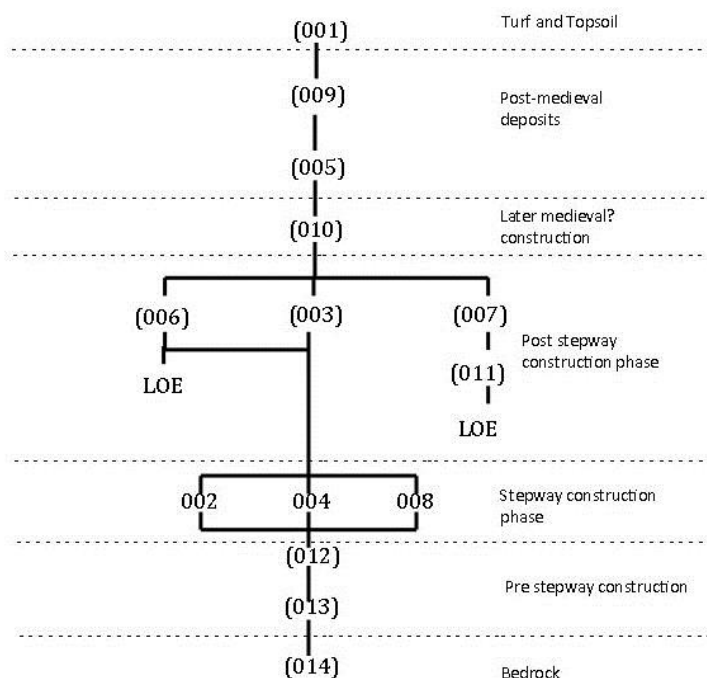 (001)
Turf and Topsoil
(009)
Post-medieval
deposits
(005)
(010)
Later medieval?
construction
(006)
(003)
(007)
Post stepway
construction phase
(011)
LOE
LOE
002
004
008
Stepway construction
phase
(012)
(013)
Pre stepway construction
(014)
Bedrock